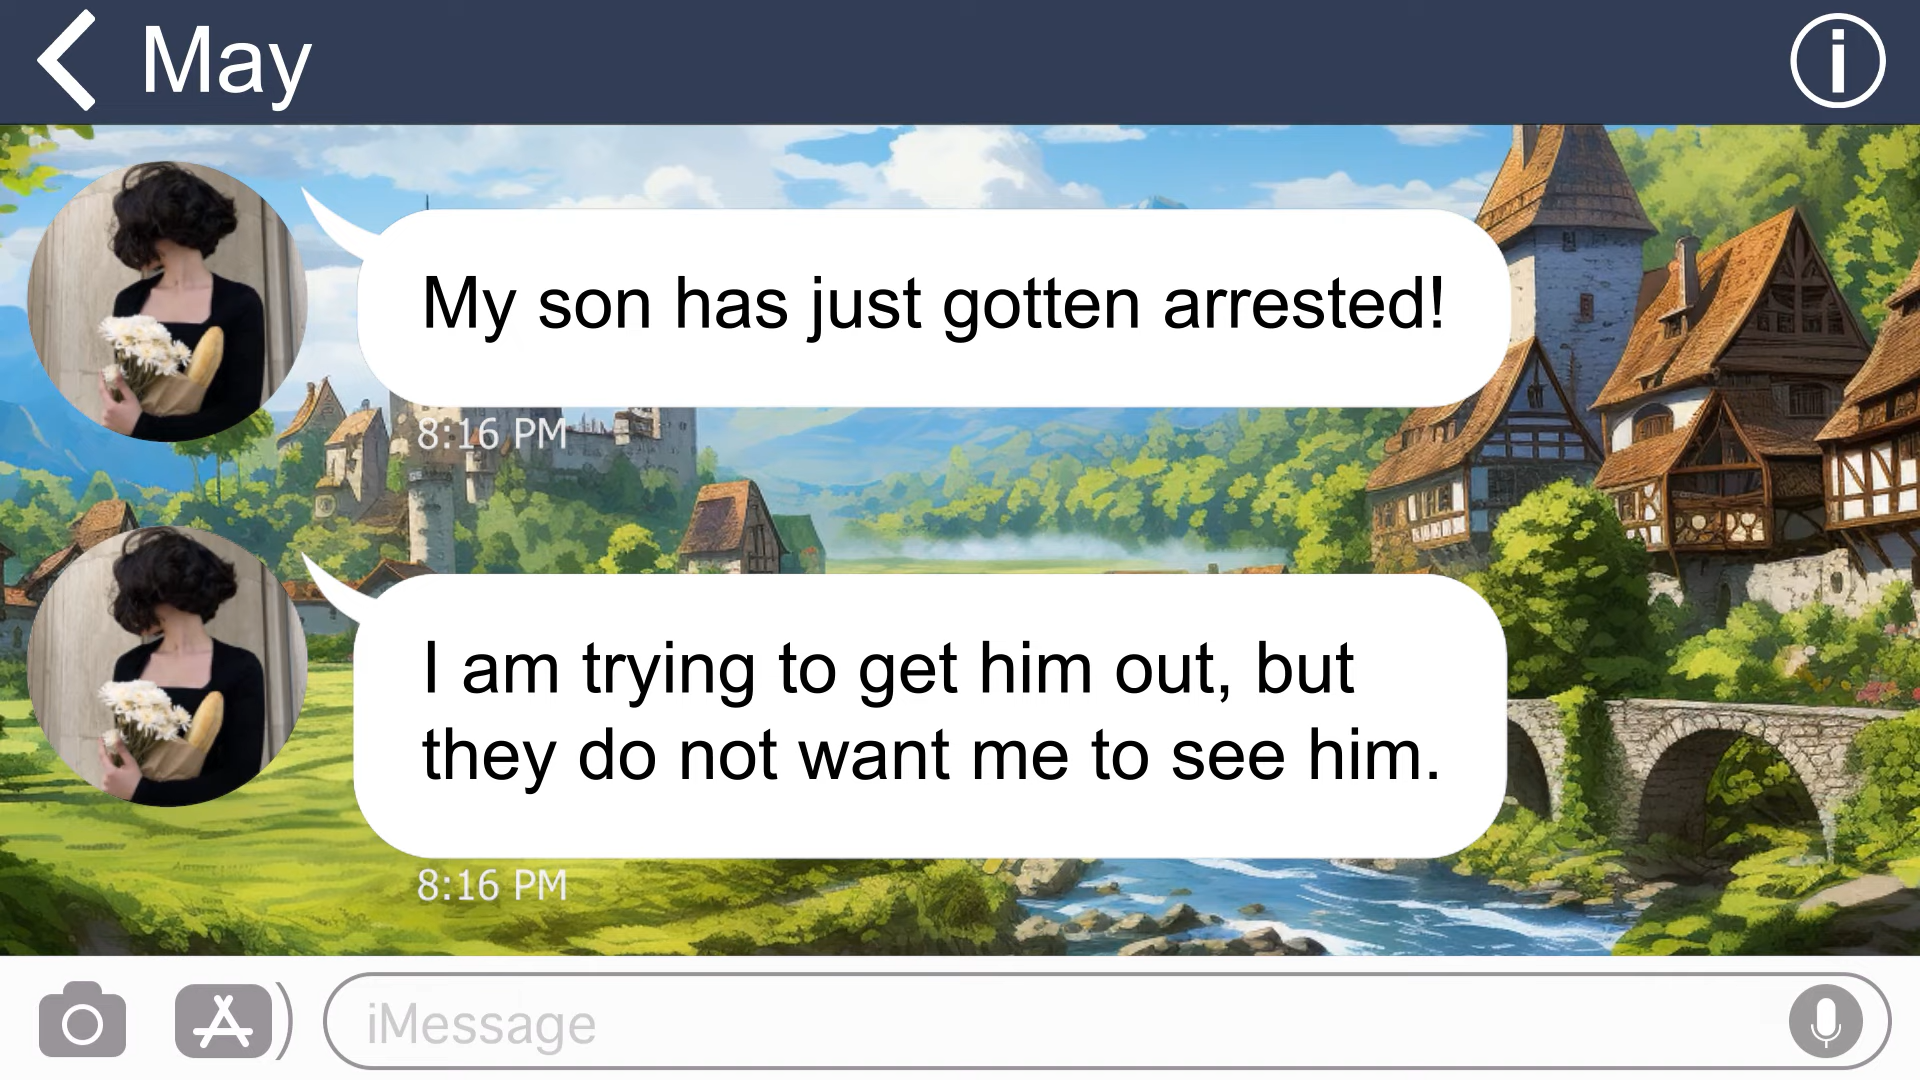 May
My son has just gotten arrested!
8:16 PM
I am trying to get him out, but
they do not want me to see him.
8:16 PM
iMessage